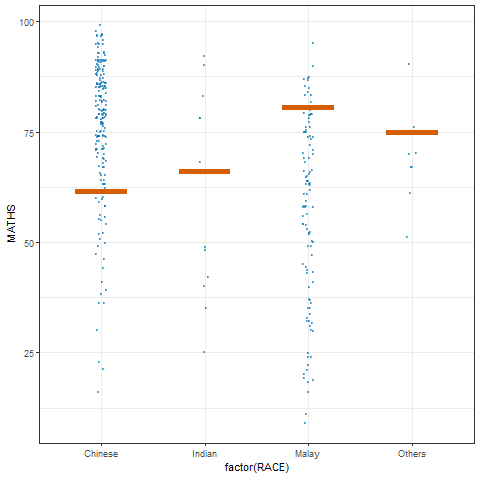 100
75
50
25
MATHS
Chinese
Indian
Malay
Others
factor(RACE)